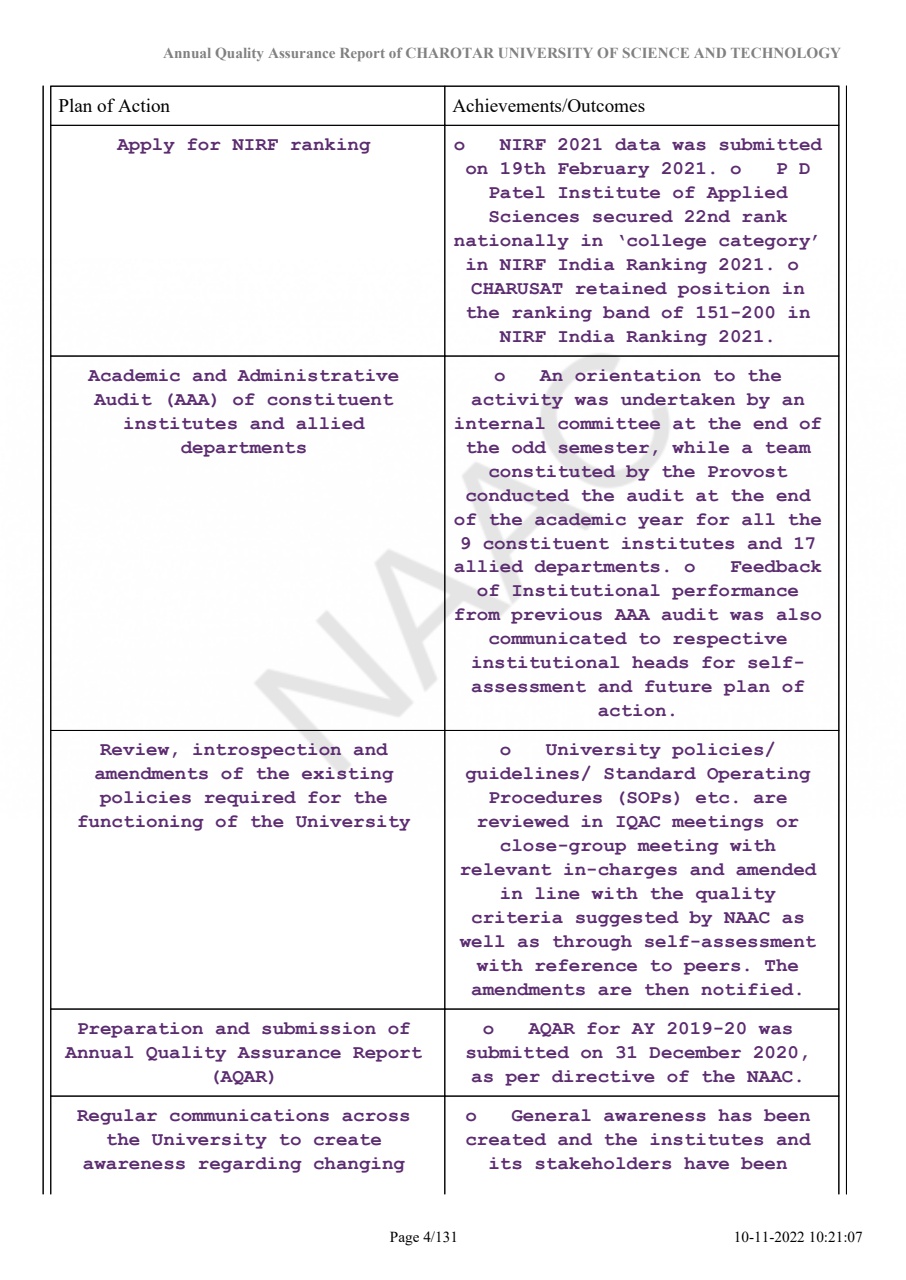 Annual Quality Assurance Report of CHAROTAR UNIVERSITY OF SCIENCE AND TECHNOLOGY
Plan of Action
Achievements/Outcomes
Apply for NIRF ranking
o NIRF 2021 data was submitted
on 19th February 2021. o P D
Patel Institute of Applied
Sciences secured 22nd rank
nationally in ‘college category’
in NIRF India Ranking 2021. o
CHARUSAT retained position in
the ranking band of 151-200 in
NIRF India Ranking 2021.
Academic and Administrative
Audit (AAA) of constituent
institutes and allied
departments
o An orientation to the
activity was undertaken by an
internal committee at the end of
the odd semester, while a team
constituted by the Provost
conducted the audit at the end
of the academic year for all the
9 constituent institutes and 17
allied departments. o Feedback
of Institutional performance
from previous AAA audit was also
communicated to respective
institutional heads for self-
assessment and future plan of
action.
Review, introspection and
amendments of the existing
policies required for the
functioning of the University
o University policies/
guidelines/ Standard Operating
Procedures (SOPs) etc. are
reviewed in IQAC meetings or
close-group meeting with
relevant in-charges and amended
in line with the quality
criteria suggested by NAAC as
well as through self-assessment
with reference to peers. The
amendments are then notified.
Preparation and submission of
Annual Quality Assurance Report
(AQAR)
o AQAR for AY 2019-20 was
submitted on 31 December 2020,
as per directive of the NAAC.
Regular communications across
the University to create
awareness regarding changing
o General awareness has been
created and the institutes and
its stakeholders have been
NAAC
Page 4/131
10-11-2022 10:21:07